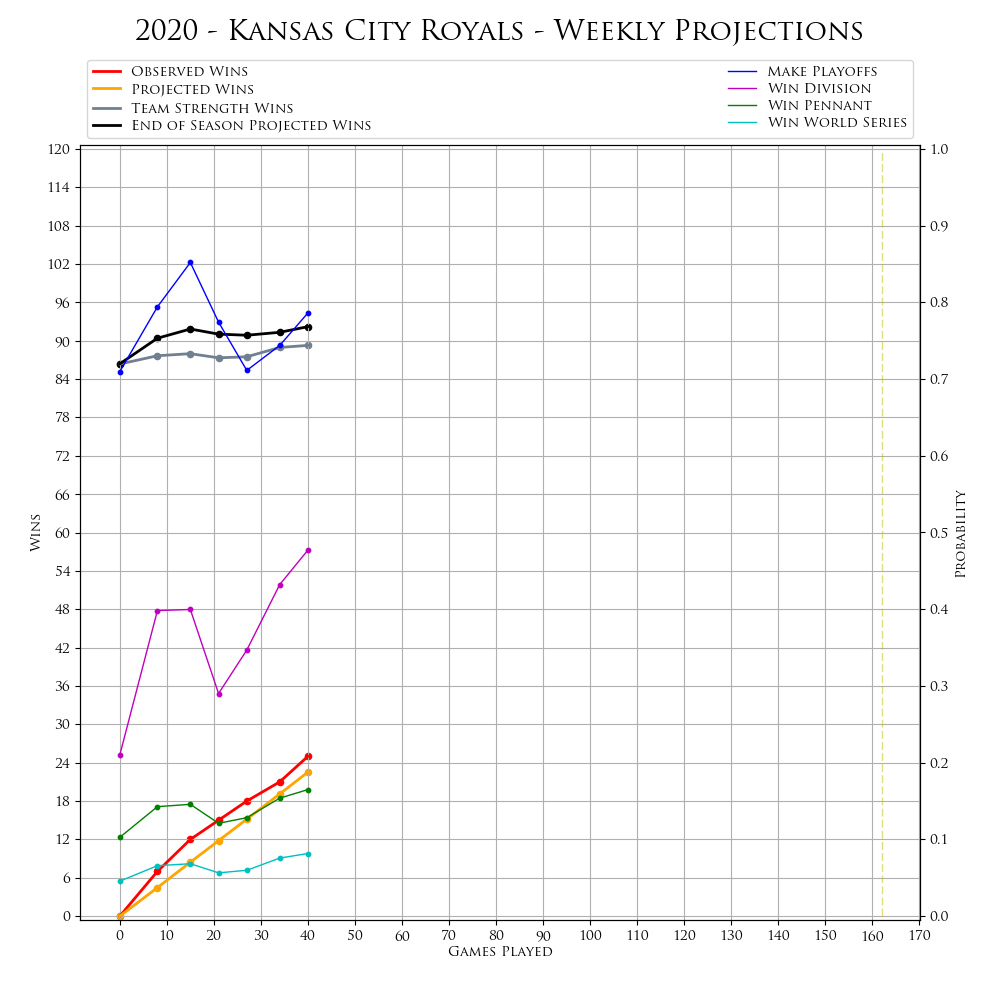 2020 - Kansas City Royals - Weekly Projections
Observed Wins
Projected Wins
Team Strength Wins
End of Season Projected Wins
Make Playoffs
Win Division
Win Pennant
Win World Series
120
114
108
102
96
90
84
78
72
66
60
54
48
42
36
30
24
18
12
6
0
Wins
1.0
0.9
0.8
0.7
0.6
0.5
0.4
0.3
0.2
0.1
0.0
Probability
0 10 20 30 40 50 60 70 80 90 100 110 120 130 140 150 160 170
Games Played